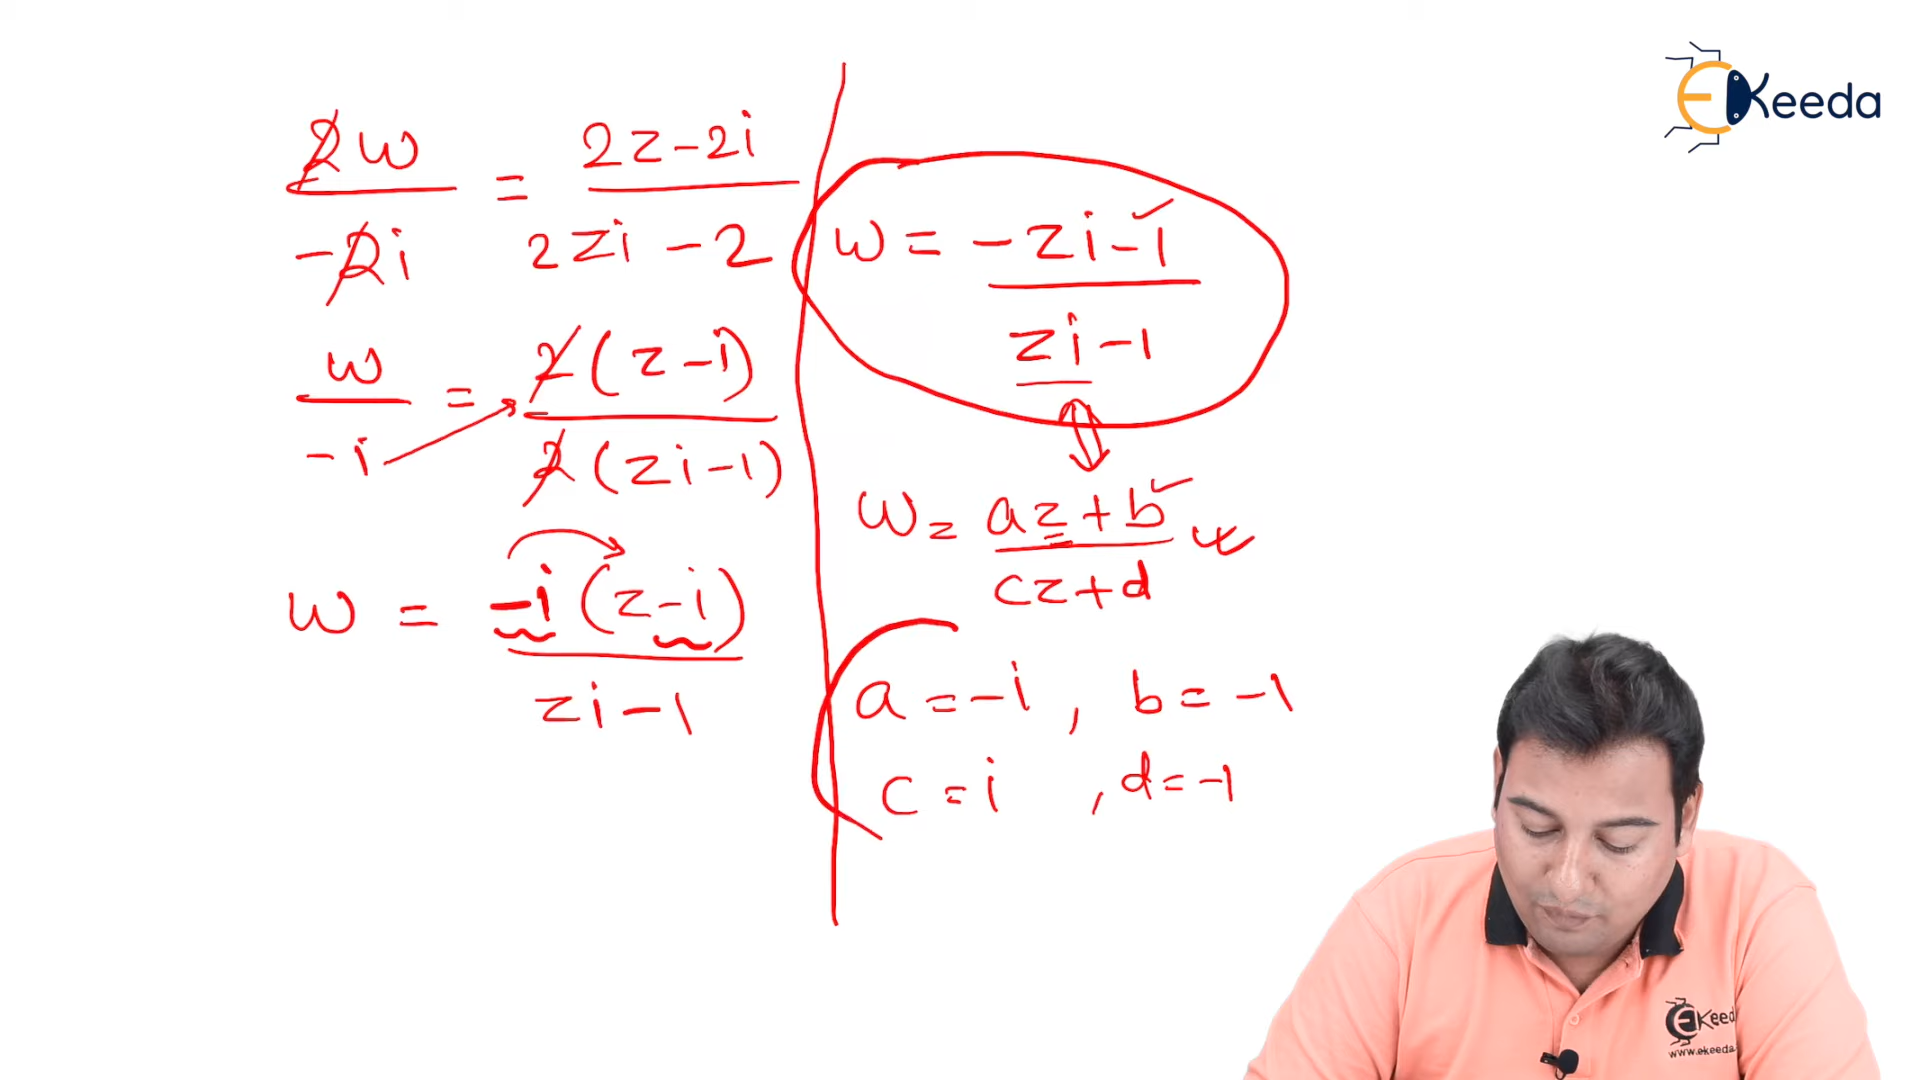 2w / -2i = 2z-2i / 2zi-2
w / -i = 2(z-i) / 2(zi-1)
w = -i(z-i) / zi-1
w = -zi-1 / zi-1
w = az+b / cz+d
a=-i, b=-1
c=i, d=-1
EKeeda
EKeed
www.ekeeda